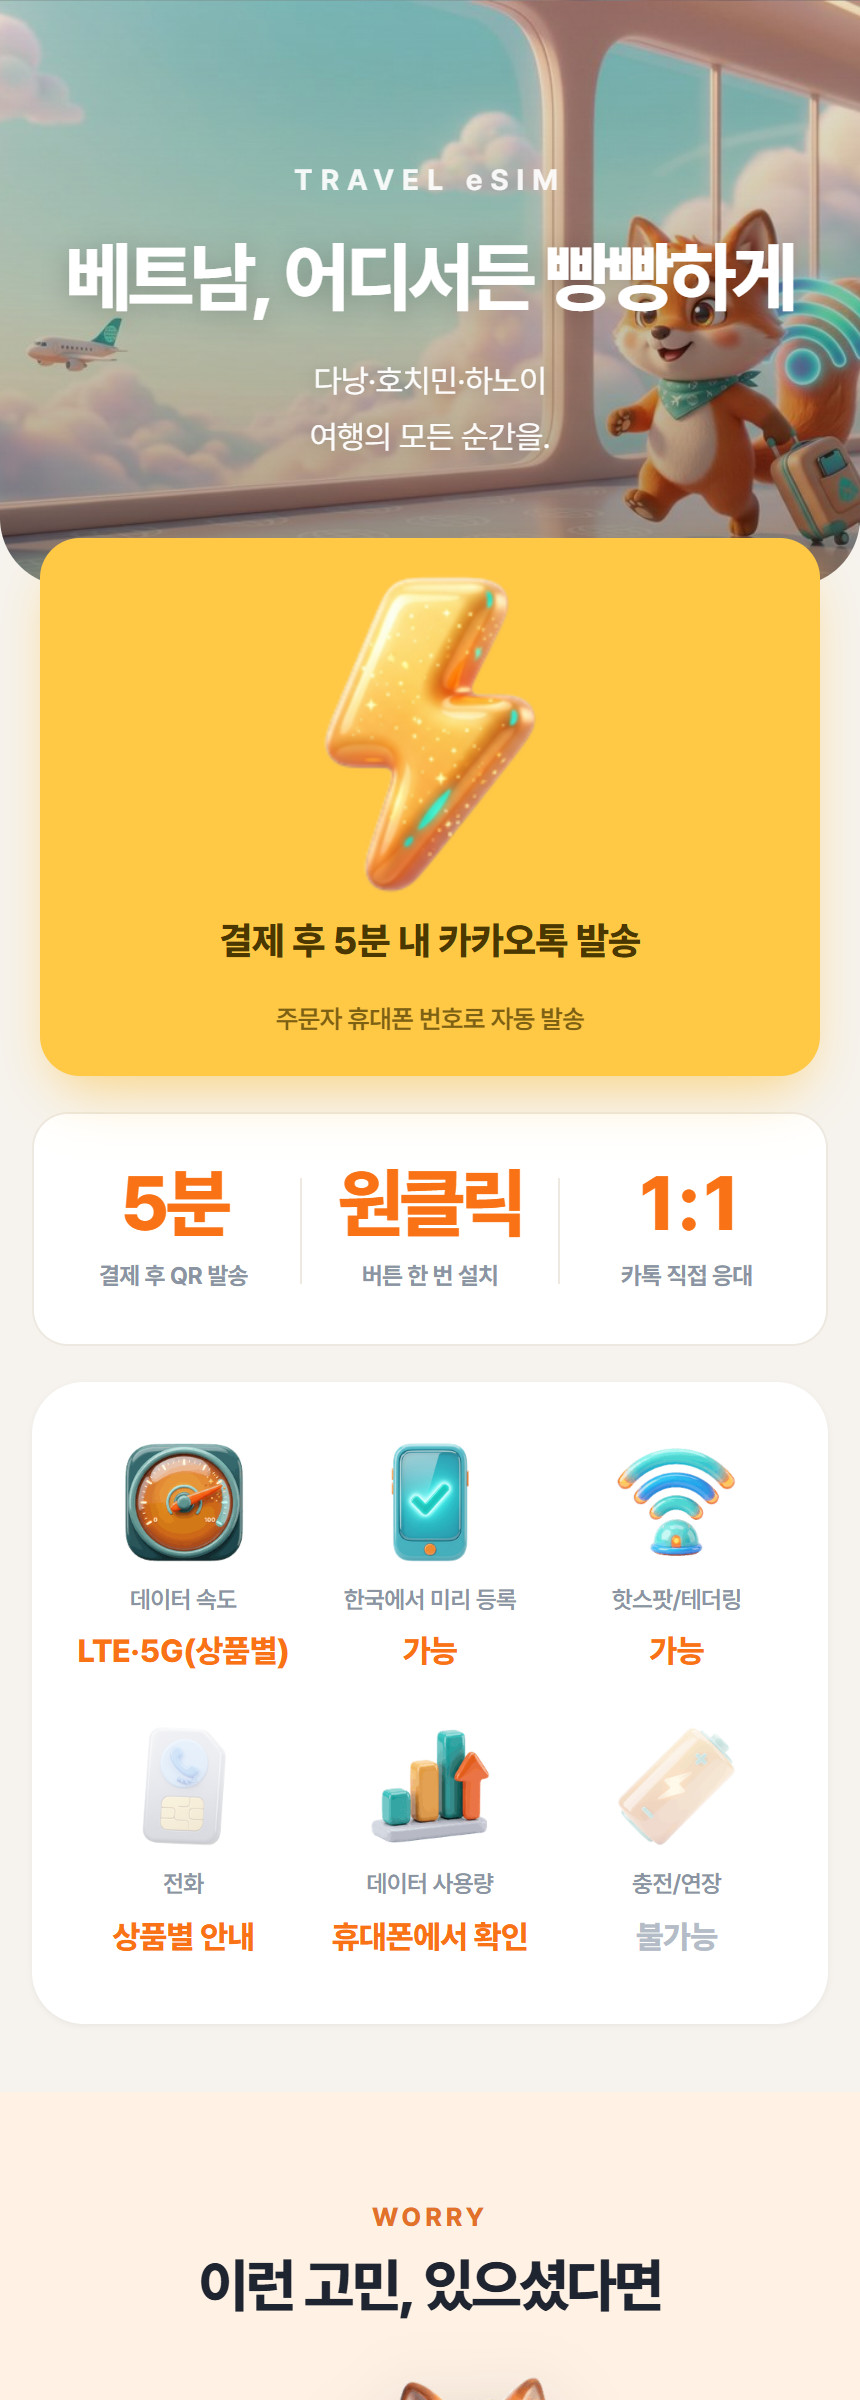 TRAVEL eSIM
베트남, 어디서든 빵빵하게
다낭·호치민·하노이
여행의 모든 순간을.
결제 후 5분 내 카카오톡 발송
주문자 휴대폰 번호로 자동 발송
5분
결제 후 QR 발송
원클릭
버튼 한 번 설치
1:1
카톡 직접 응대
0 100
데이터 속도
LTE·5G(상품별)
한국에서 미리 등록
가능
핫스팟/테더링
가능
전화
상품별 안내
데이터 사용량
휴대폰에서 확인
충전/연장
불가능
WORRY
이런 고민, 있으셨다면